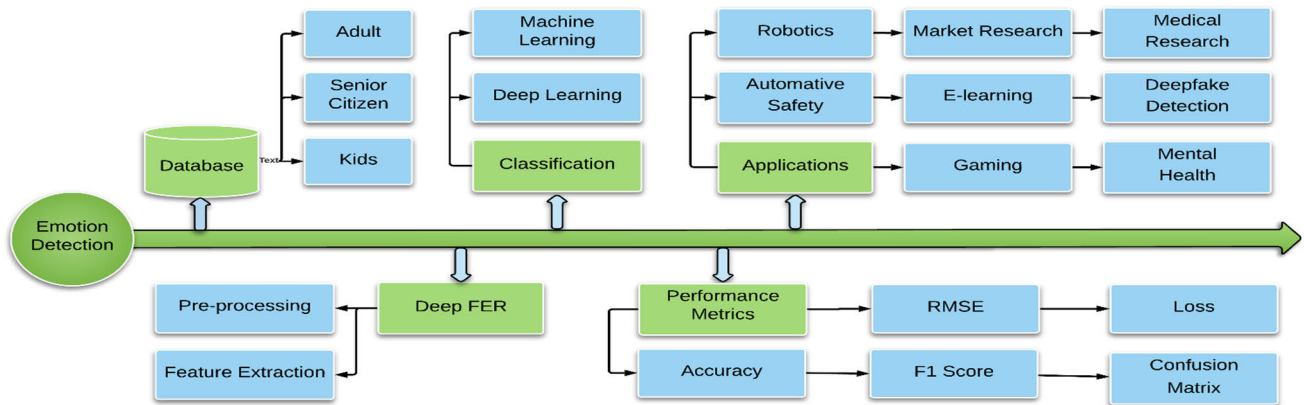 Adult
Senior
Citizen
Kids
Database
Text
Machine
Learning
Deep Learning
Classification
Robotics
Market Research
Medical
Research
Automative
Safety
E-learning
Deepfake
Detection
Applications
Gaming
Mental
Health
Emotion
Detection
Pre-processing
Deep FER
Feature Extraction
Performance
Metrics
RMSE
Loss
Accuracy
F1 Score
Confusion
Matrix